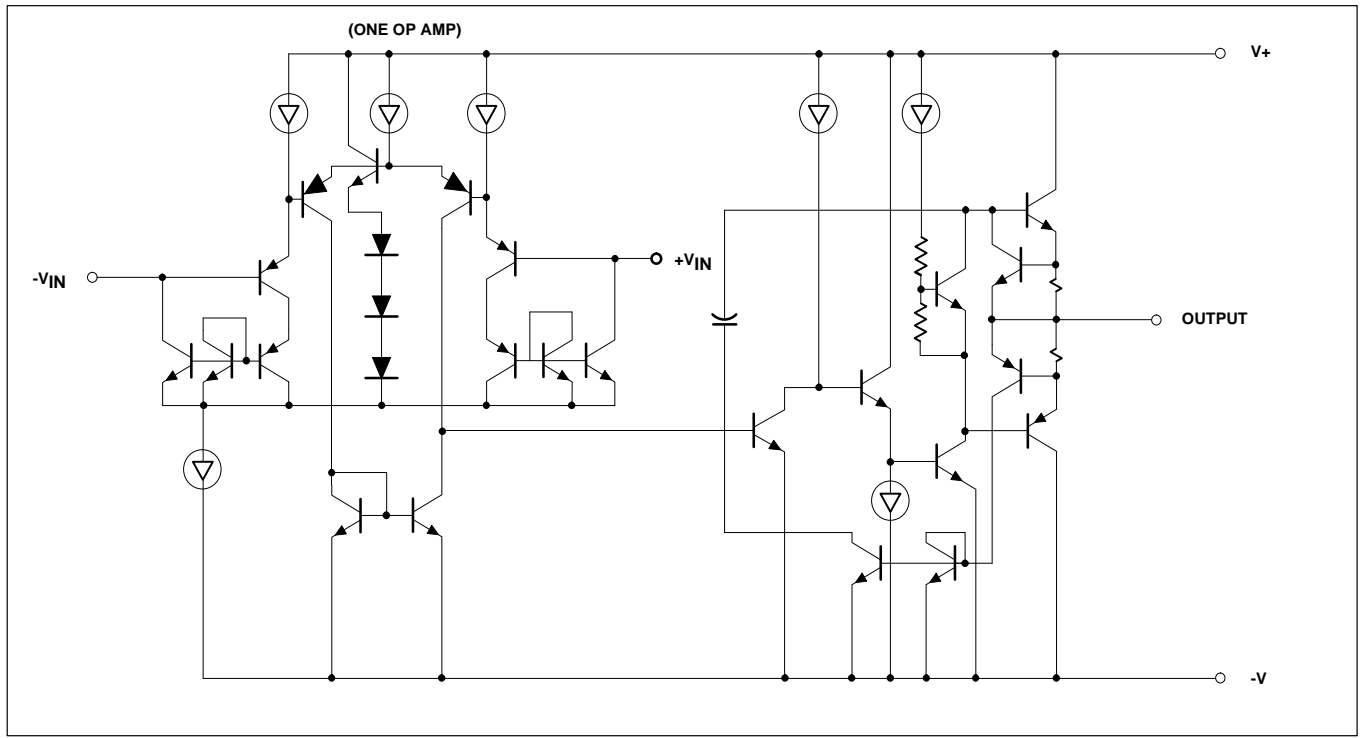 (ONE OP AMP)
V+
-VIN
+VIN
OUTPUT
-V